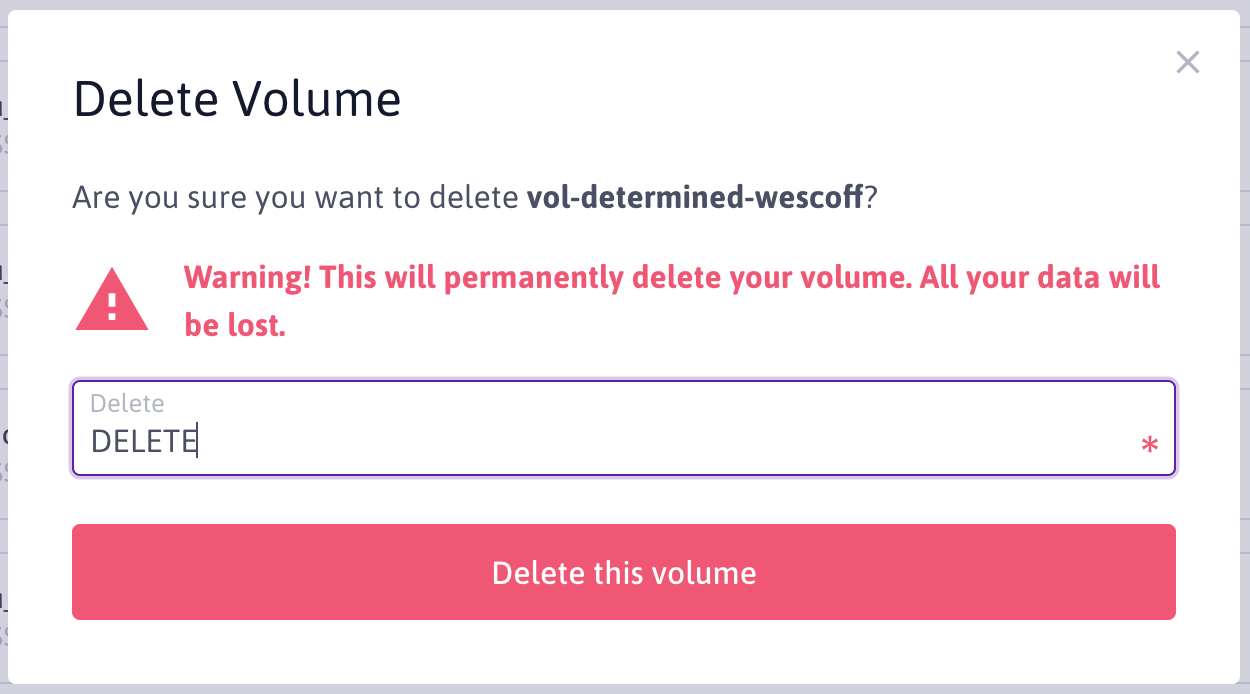 Delete Volume
Are you sure you want to delete vol-determined-wescoff?
Warning! This will permanently delete your volume. All your data will
be lost.
Delete
DELETE
*
Delete this volume